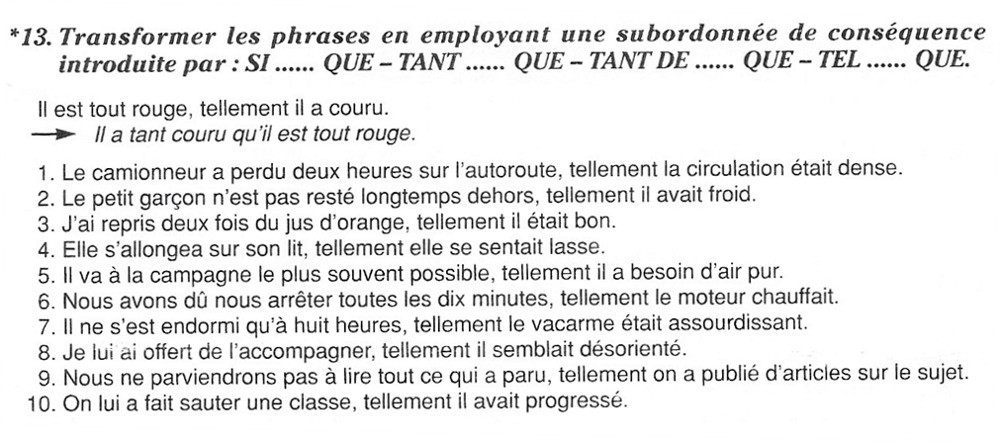 *13. Transformer les phrases en employant une subordonnée de conséquence
introduite par : SI ...... QUE – TANT ...... QUE – TANT DE ...... QUE – TEL ...... QUE.
Il est tout rouge, tellement il a couru.
→ Il a tant couru qu'il est tout rouge.
1. Le camionneur a perdu deux heures sur l'autoroute, tellement la circulation était dense.
2. Le petit garçon n'est pas resté longtemps dehors, tellement il avait froid.
3. J'ai repris deux fois du jus d'orange, tellement il était bon.
4. Elle s'allongea sur son lit, tellement elle se sentait lasse.
5. Il va à la campagne le plus souvent possible, tellement il a besoin d'air pur.
6. Nous avons dû nous arrêter toutes les dix minutes, tellement le moteur chauffait.
7. Il ne s'est endormi qu'à huit heures, tellement le vacarme était assourdissant.
8. Je lui ai offert de l'accompagner, tellement il semblait désorienté.
9. Nous ne parviendrons pas à lire tout ce qui a paru, tellement on a publié d'articles sur le sujet.
10. On lui a fait sauter une classe, tellement il avait progressé.